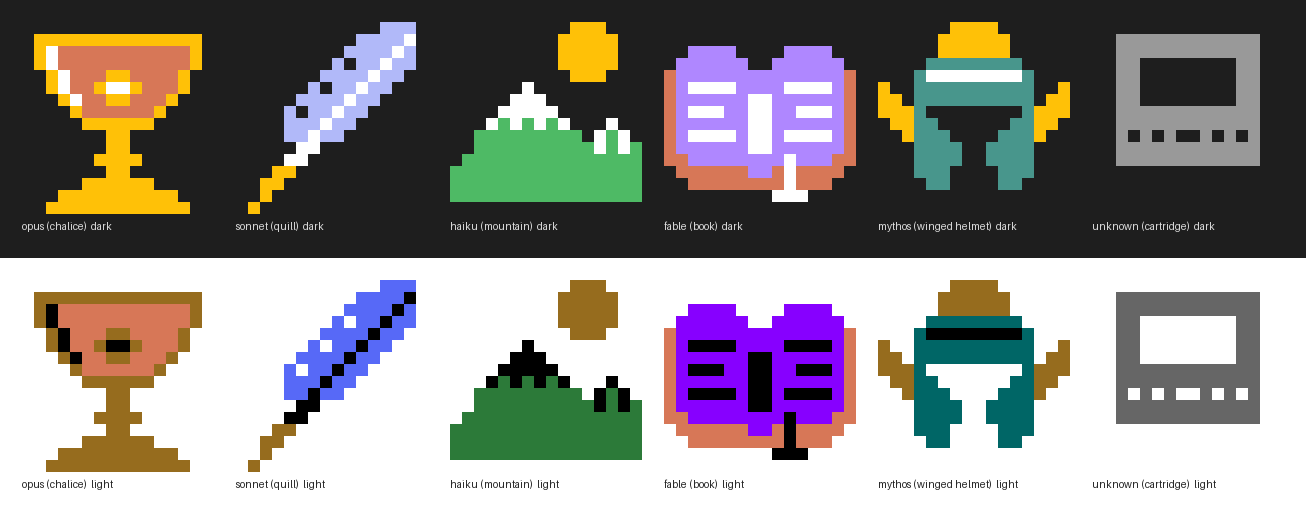 opus (chalice) dark
sonnet (quill) dark
haiku (mountain) dark
fable (book) dark
mythos (winged helmet) dark
unknown (cartridge) dark
opus (chalice) light
sonnet (quill) light
haiku (mountain) light
fable (book) light
mythos (winged helmet) light
unknown (cartridge) light